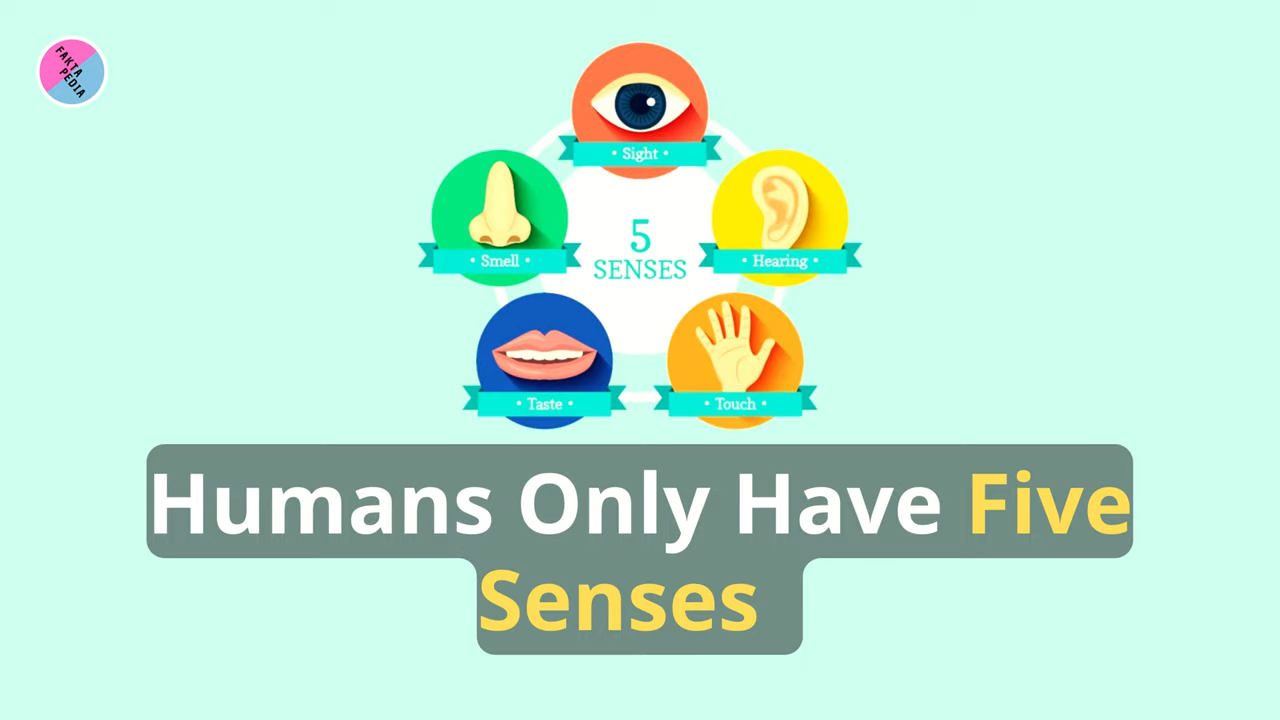 FAKTA
PEDIA
• Sight •
• Smell •
• Hearing •
5
SENSES
• Taste •
• Touch •
Humans Only Have Five
Senses